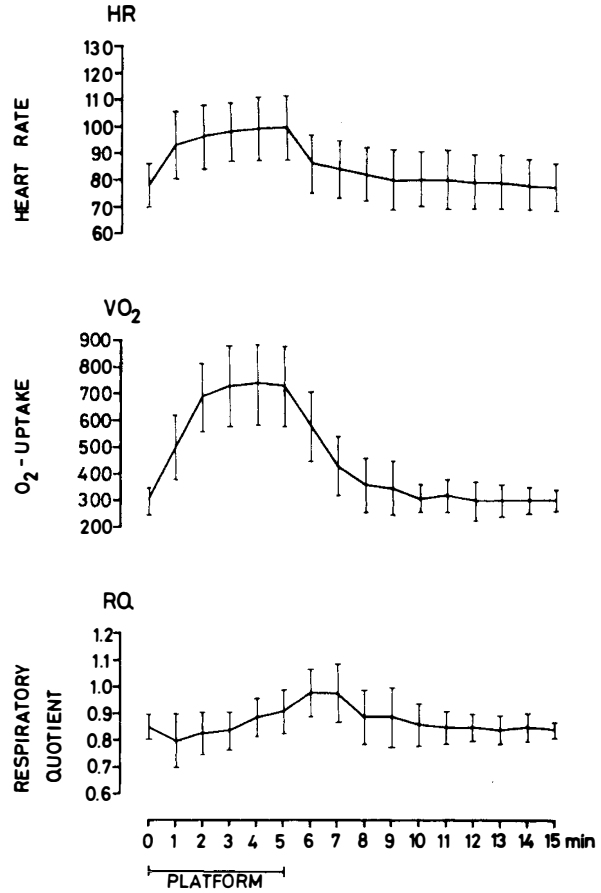 HR
130
120
110
100
90
80
70
60
HEART RATE
VO2
900
800
700
600
500
400
300
200
O2-UPTAKE
RQ
1.2
1.1
1.0
0.9
0.8
0.7
0.6
RESPIRATORY
QUOTIENT
0 1 2 3 4 5 6 7 8 9 10 11 12 13 14 15 min
PLATFORM